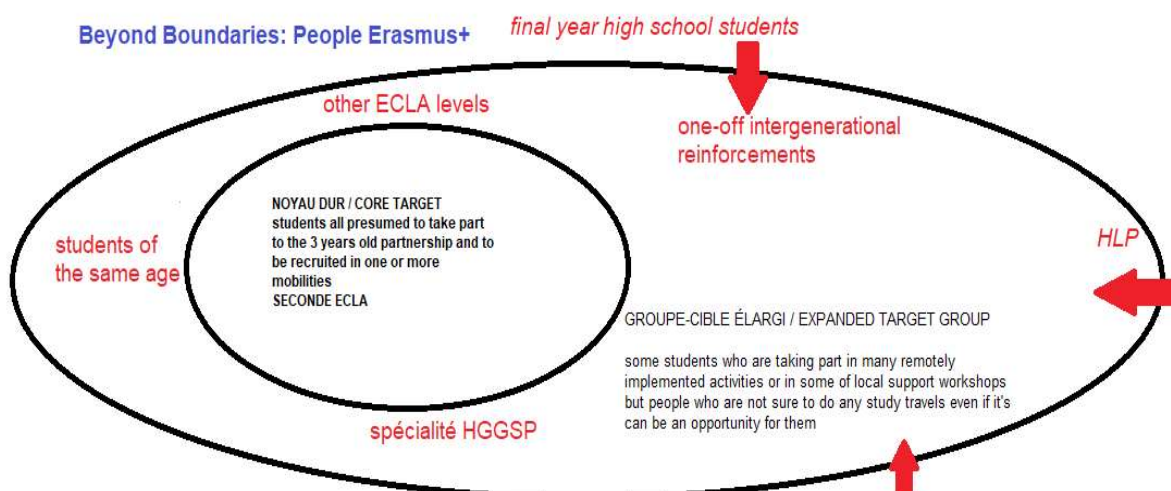 Beyond Boundaries: People Erasmus+
final year high school students
other ECLA levels
one-off intergenerational
reinforcements
NOYAU DUR / CORE TARGET
students all presumed to take part
to the 3 years old partnership and to
be recruited in one or more
mobilities
SECONDE ECLA
students of
the same age
HLP
GROUPE-CIBLE ÉLARGI / EXPANDED TARGET GROUP
some students who are taking part in many remotely
implemented activities or in some of local support workshops
but people who are not sure to do any study travels even if it's
can be an opportunity for them
spécialité HGGSP